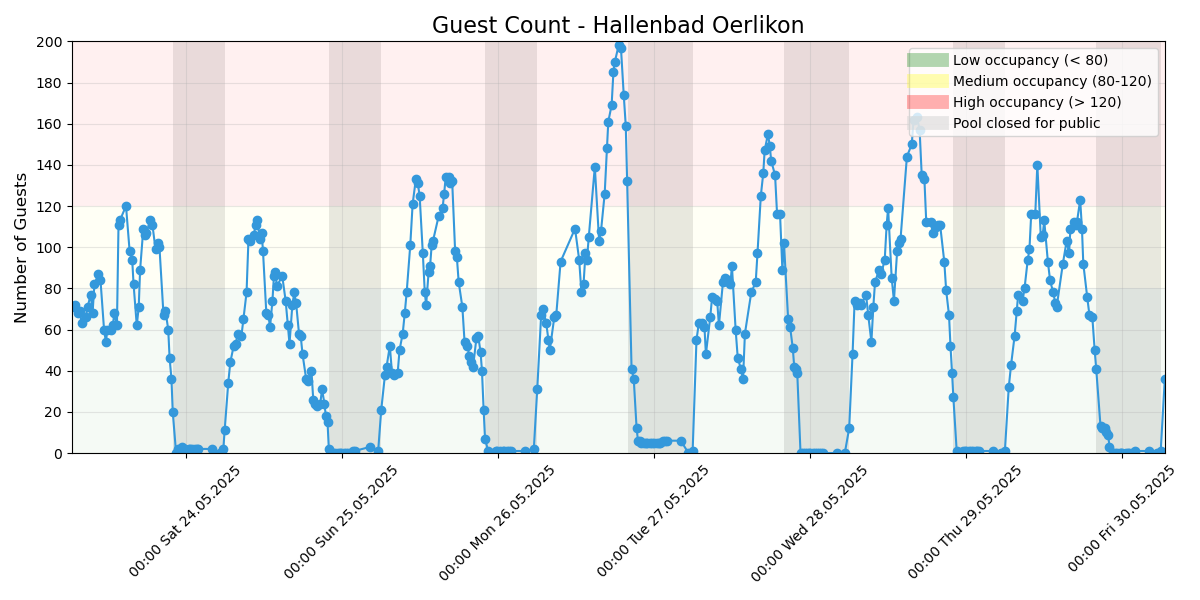 Guest Count - Hallenbad Oerlikon
Number of Guests
200
180
160
140
120
100
80
60
40
20
0
Low occupancy (< 80)
Medium occupancy (80-120)
High occupancy (> 120)
Pool closed for public
00:00 Sat 24.05.2025
00:00 Sun 25.05.2025
00:00 Mon 26.05.2025
00:00 Tue 27.05.2025
00:00 Wed 28.05.2025
00:00 Thu 29.05.2025
00:00 Fri 30.05.2025